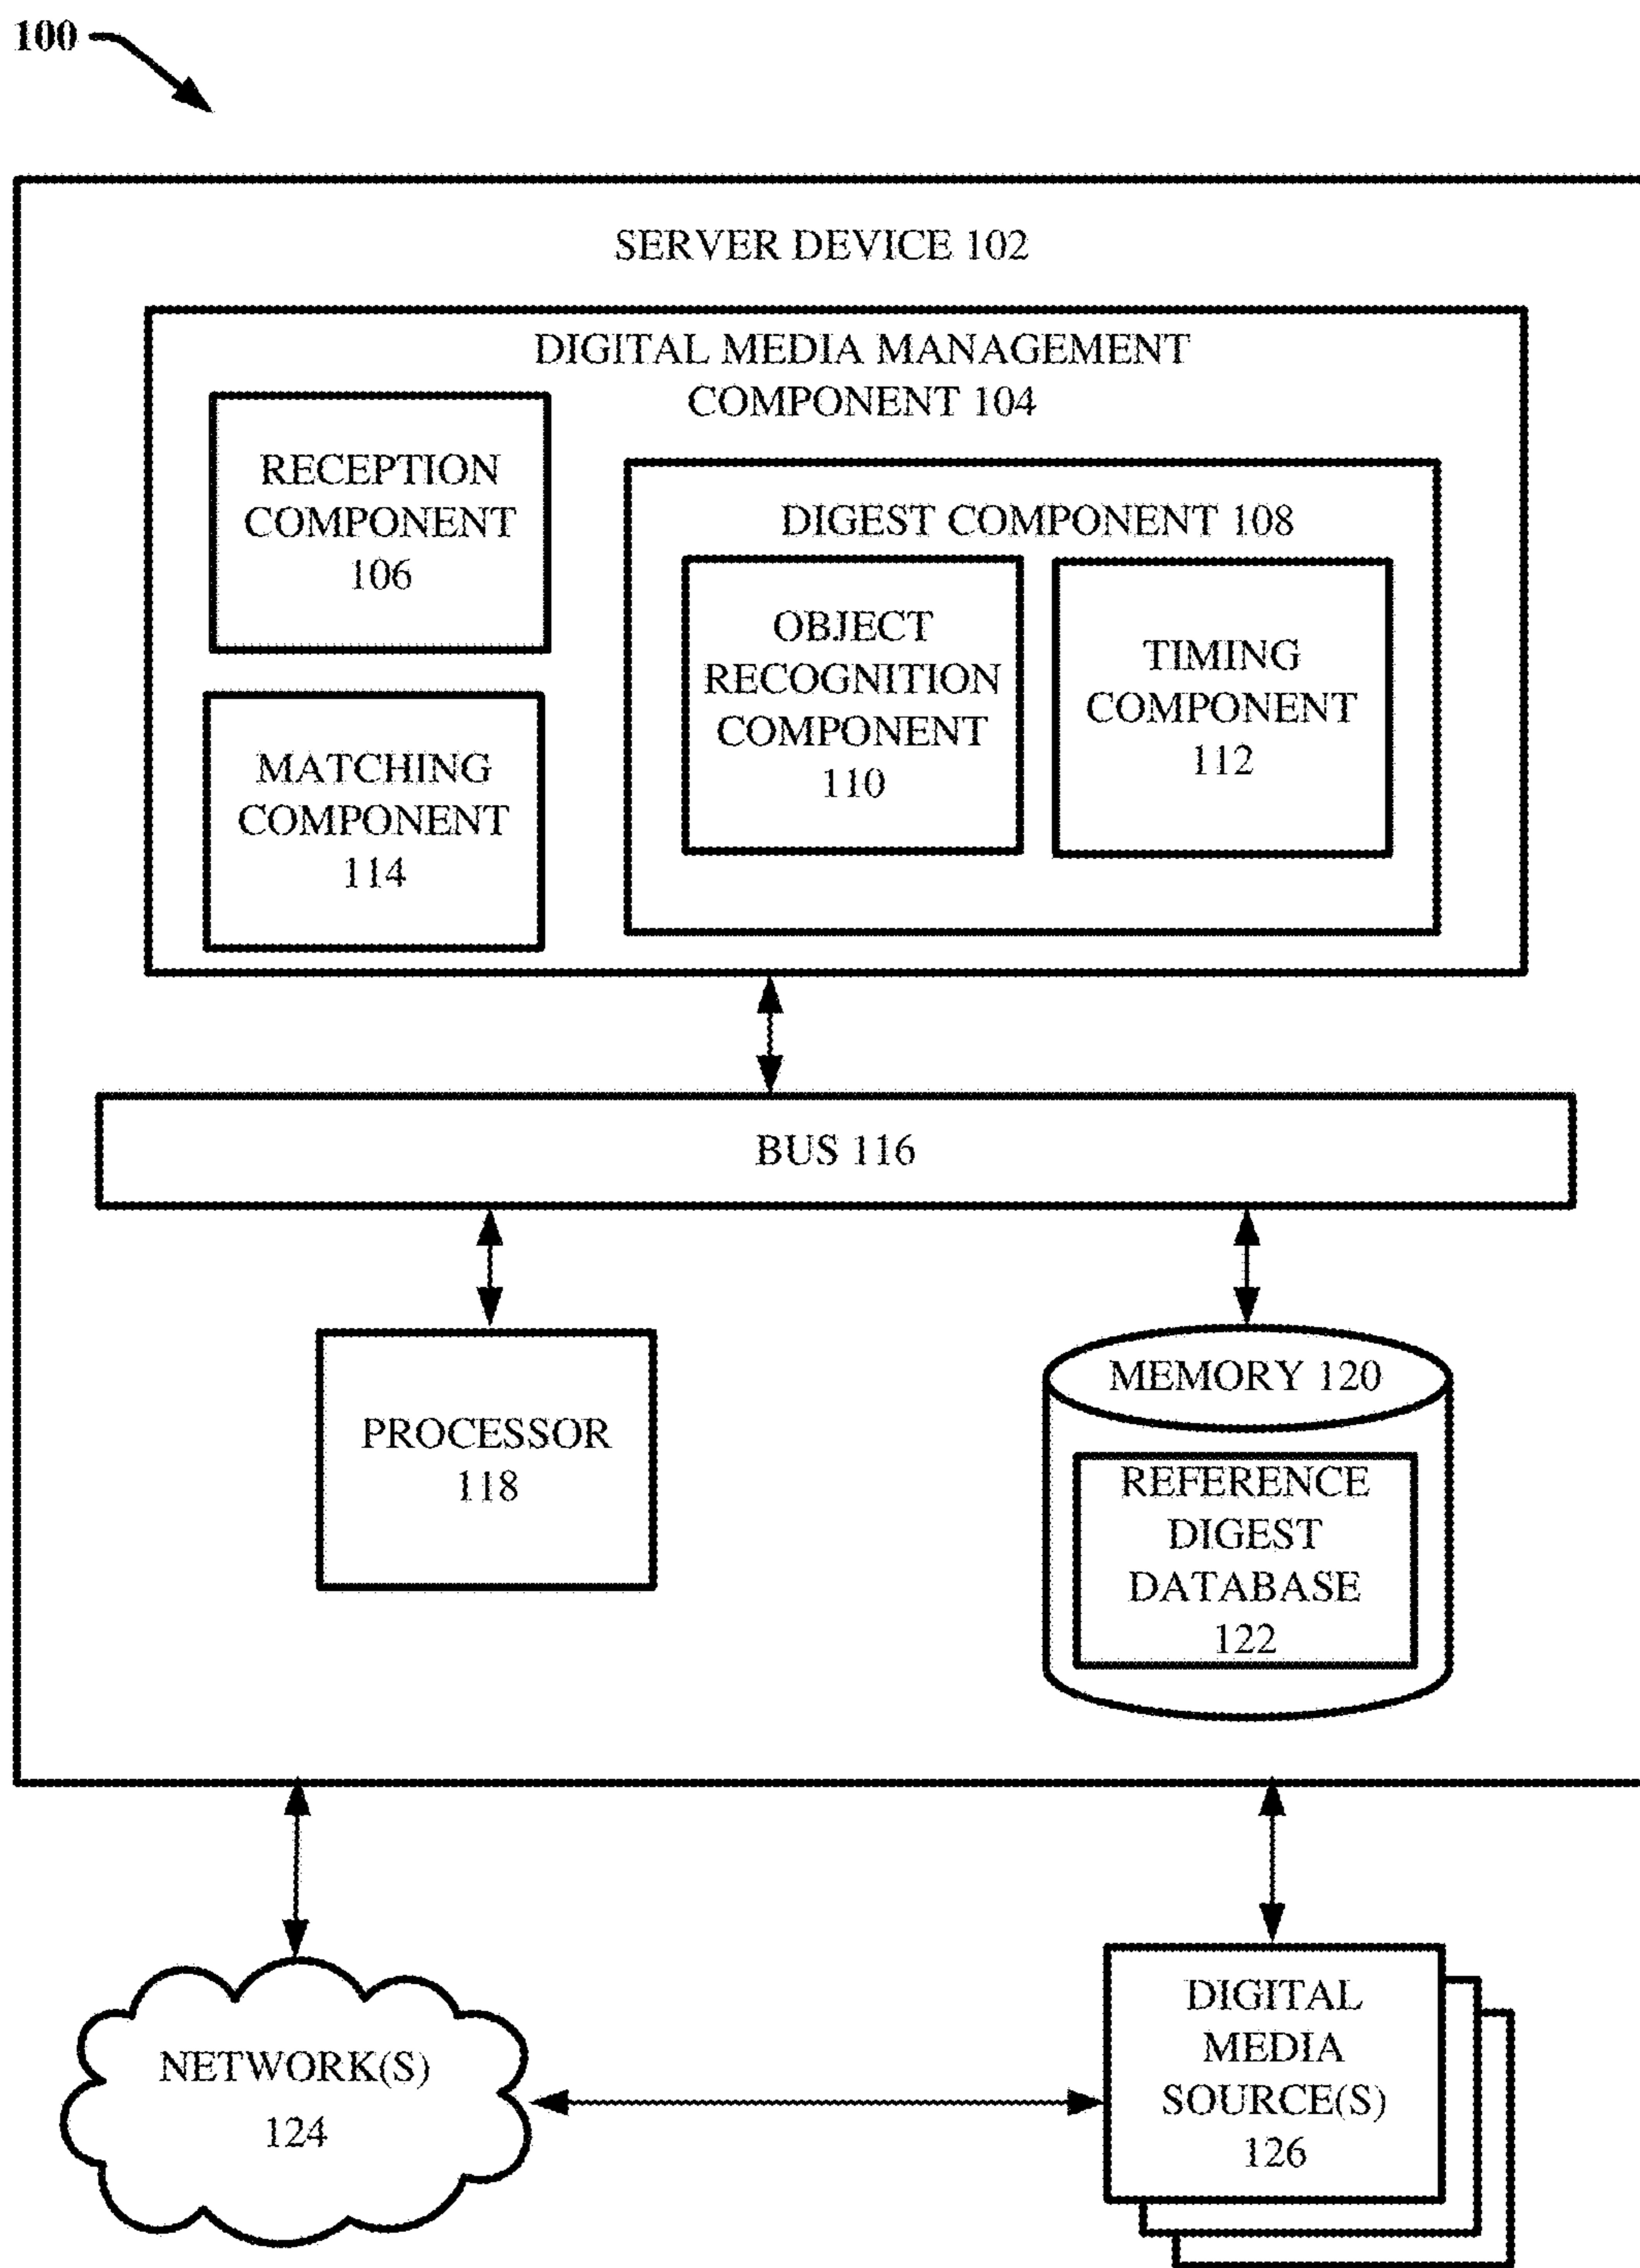 100
SERVER DEVICE 102
DIGITAL MEDIA MANAGEMENT
COMPONENT 104
RECEPTION
COMPONENT
106
DIGEST COMPONENT 108
OBJECT
RECOGNITION
COMPONENT
110
TIMING
COMPONENT
112
MATCHING
COMPONENT
114
BUS 116
PROCESSOR
118
MEMORY 120
REFERENCE
DIGEST
DATABASE
122
NETWORK(S)
124
DIGITAL
MEDIA
SOURCE(S)
126